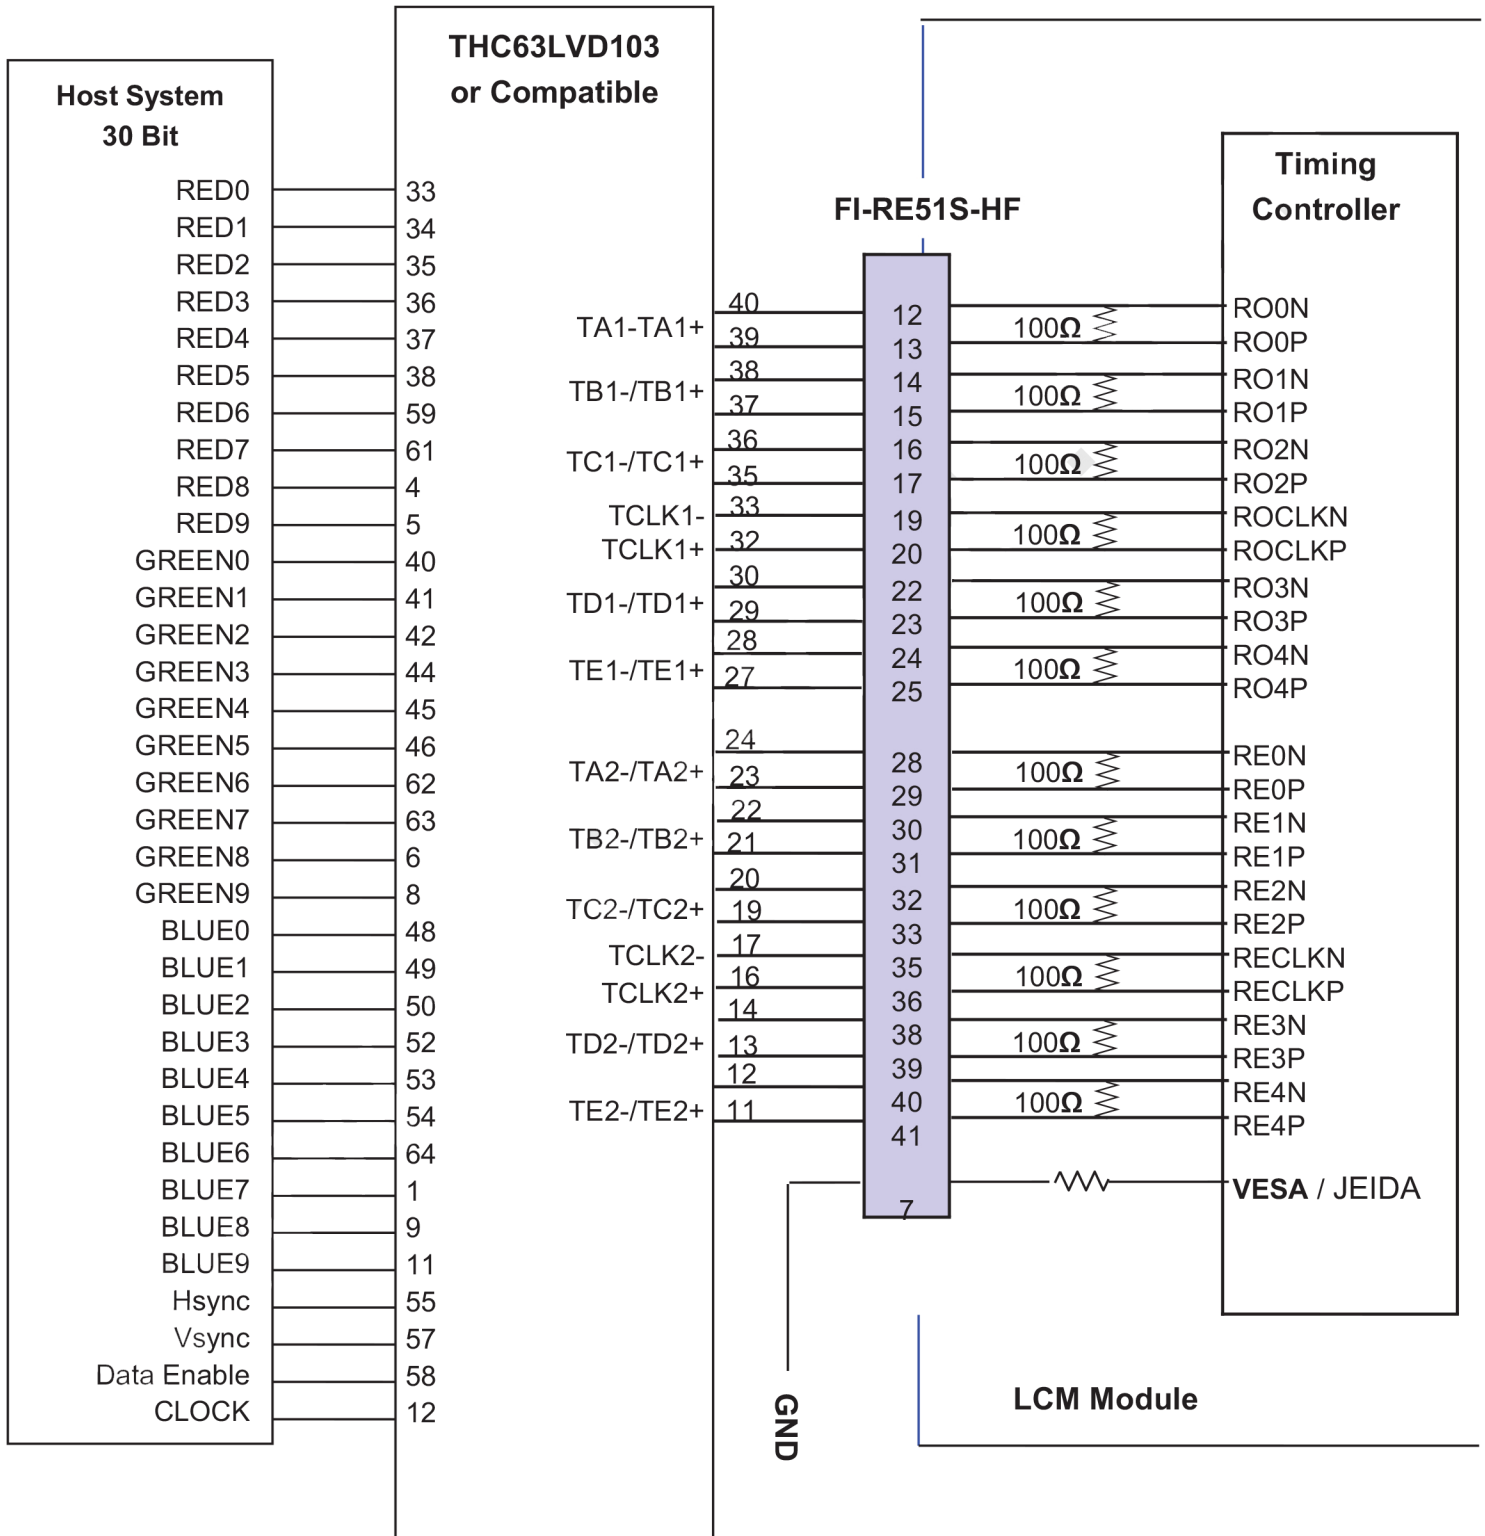 THC63LVD103
or Compatible
Host System
30 Bit
RED0 33
RED1 34
RED2 35
RED3 36
RED4 37
RED5 38
RED6 59
RED7 61
RED8 4
RED9 5
GREEN0 40
GREEN1 41
GREEN2 42
GREEN3 44
GREEN4 45
GREEN5 46
GREEN6 62
GREEN7 63
GREEN8 6
GREEN9 8
BLUE0 48
BLUE1 49
BLUE2 50
BLUE3 52
BLUE4 53
BLUE5 54
BLUE6 64
BLUE7 1
BLUE8 9
BLUE9 11
Hsync 55
Vsync 57
Data Enable 58
CLOCK 12
TA1-TA1+
TB1-/TB1+
TC1-/TC1+
TCLK1-
TCLK1+
TD1-/TD1+
TE1-/TE1+
TA2-/TA2+
TB2-/TB2+
TC2-/TC2+
TCLK2-
TCLK2+
TD2-/TD2+
TE2-/TE2+
40
39
38
37
36
35
33
32
30
29
28
27
24
23
22
21
20
19
17
16
14
13
12
11
FI-RE51S-HF
12
13
14
15
16
17
19
20
22
23
24
25
28
29
30
31
32
33
35
36
38
39
40
41
7
100Ω
100Ω
100Ω
100Ω
100Ω
100Ω
100Ω
100Ω
100Ω
100Ω
100Ω
100Ω
Timing
Controller
RO0N
RO0P
RO1N
RO1P
RO2N
RO2P
ROCLKN
ROCLKP
RO3N
RO3P
RO4N
RO4P
RE0N
RE0P
RE1N
RE1P
RE2N
RE2P
RECLKN
RECLKP
RE3N
RE3P
RE4N
RE4P
VESA / JEIDA
GND
LCM Module